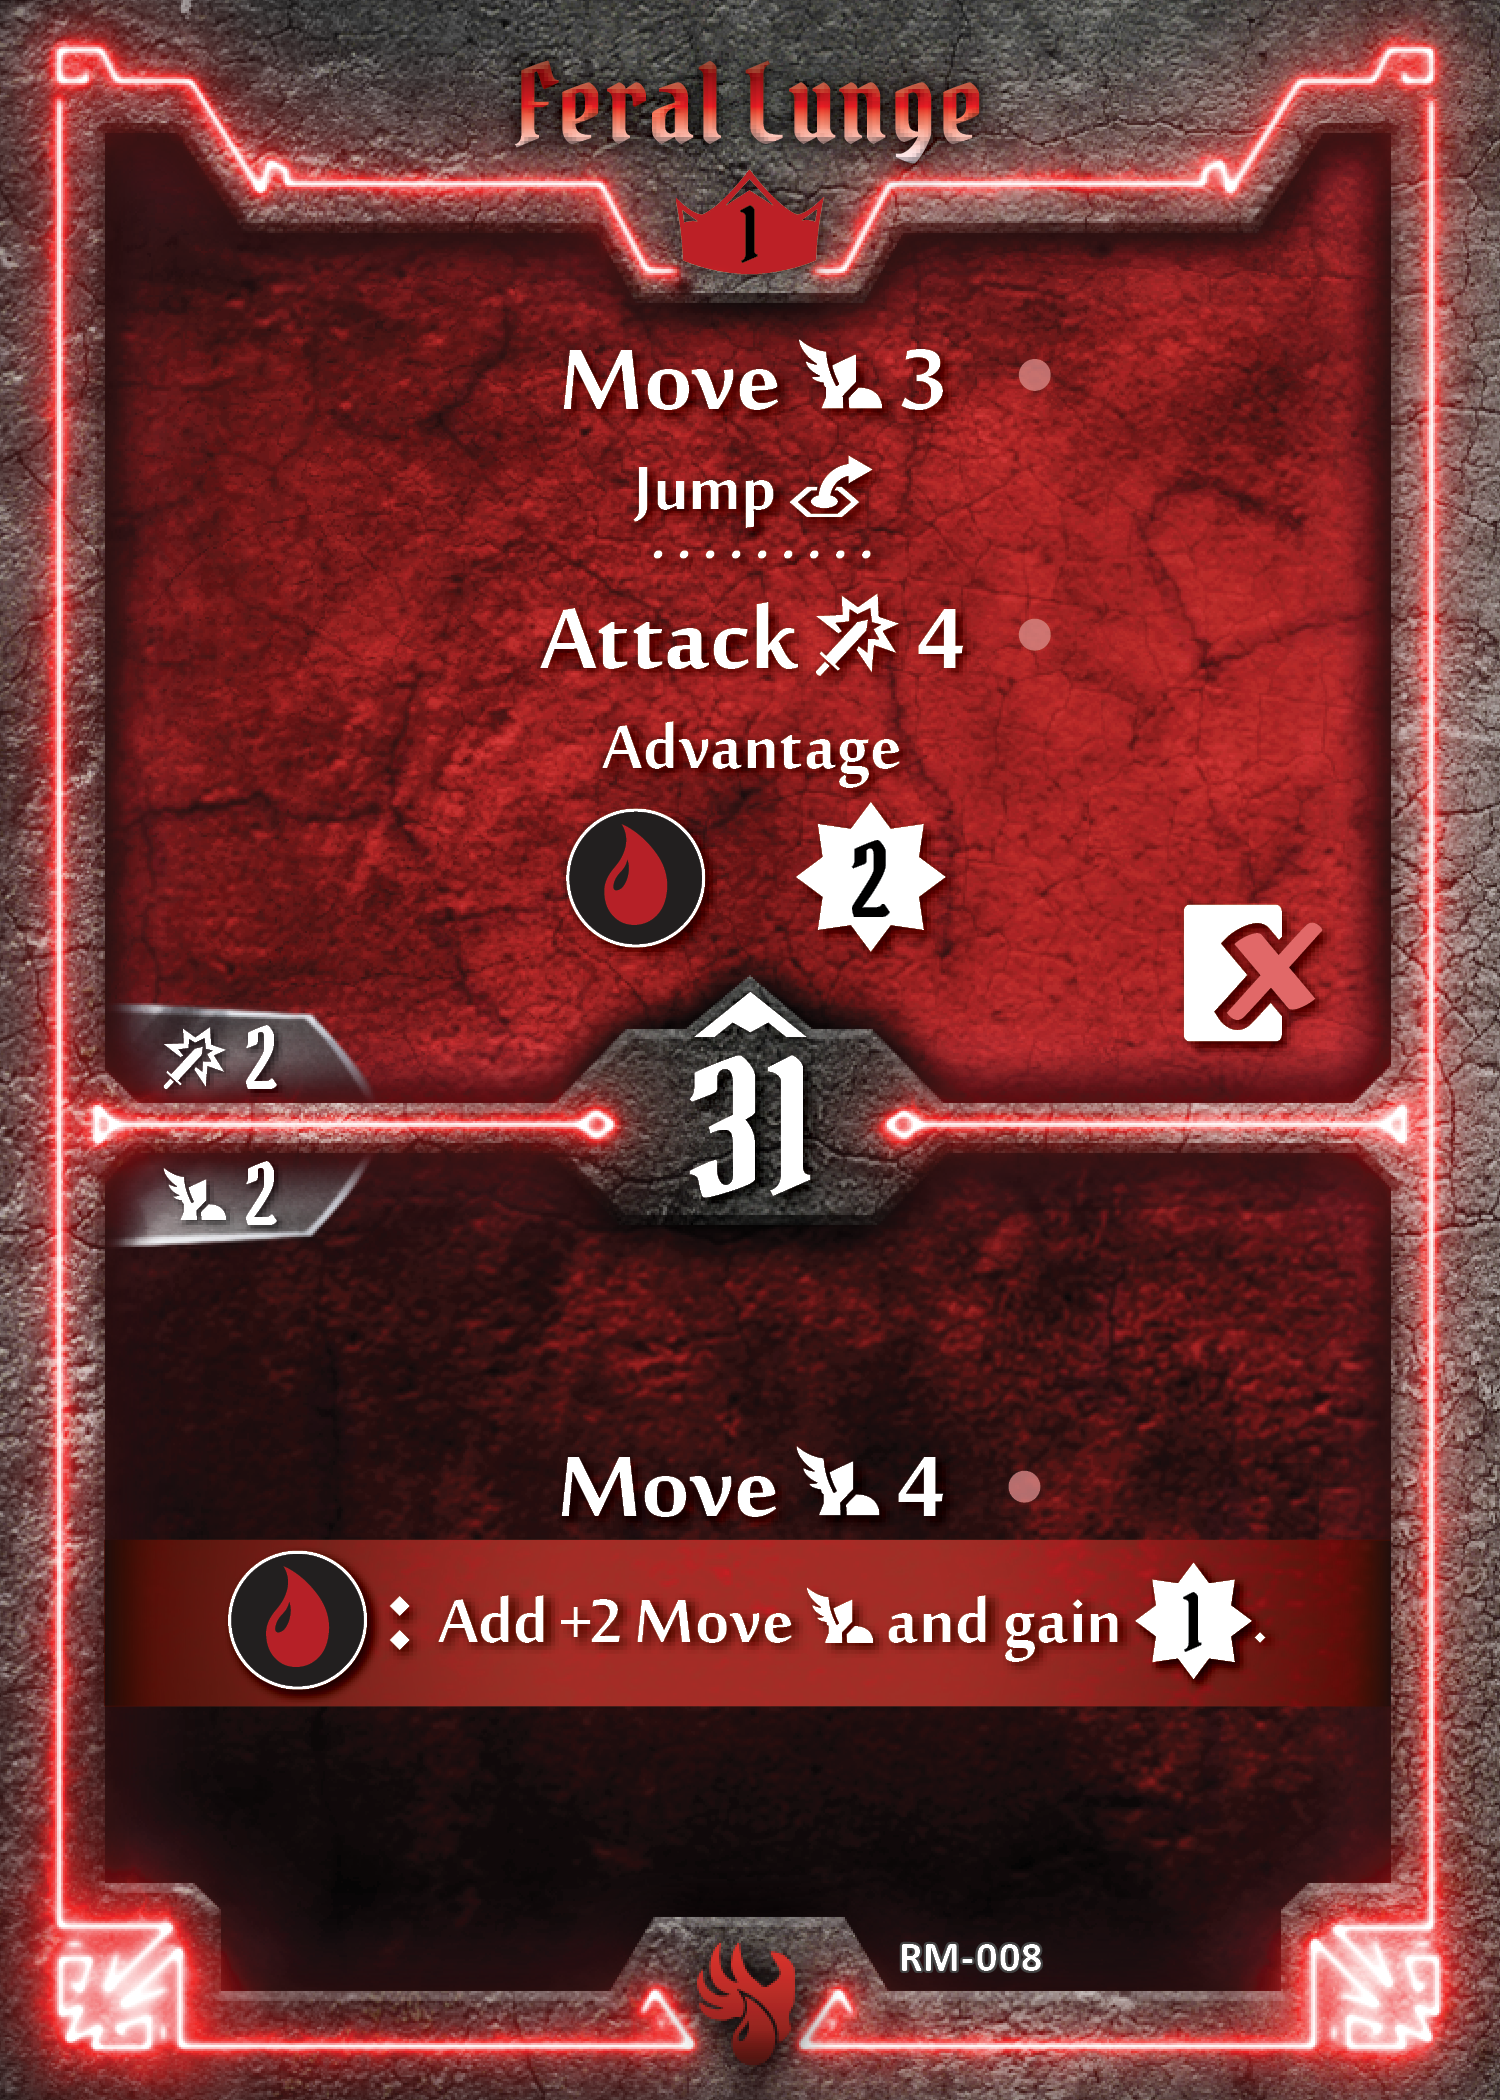 Feral Lunge
1
Move 3
Jump
Attack 4
Advantage
2
2
31
2
Move 4
: Add +2 Move and gain 1.
RM-008